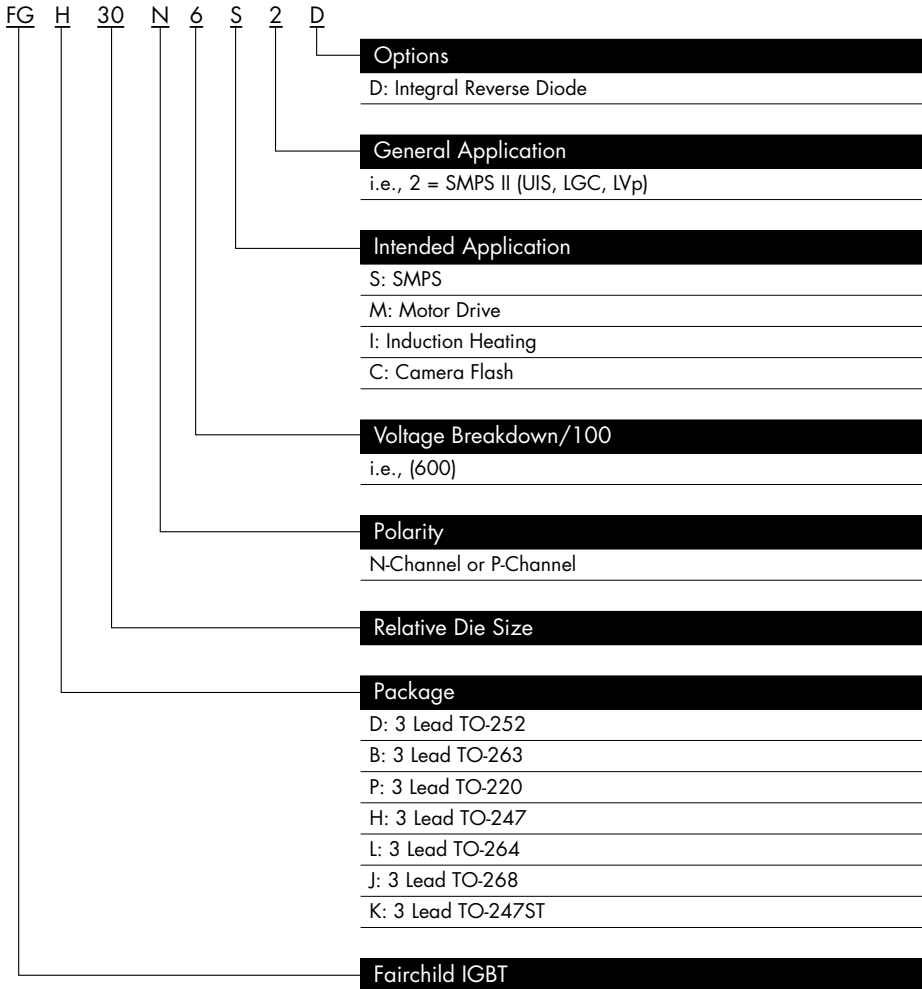 FG H 30 N 6 S 2 D
Options
D: Integral Reverse Diode
General Application
i.e., 2 = SMPS II (UIS, LGC, LVp)
Intended Application
S: SMPS
M: Motor Drive
I: Induction Heating
C: Camera Flash
Voltage Breakdown/100
i.e., (600)
Polarity
N-Channel or P-Channel
Relative Die Size
Package
D: 3 Lead TO-252
B: 3 Lead TO-263
P: 3 Lead TO-220
H: 3 Lead TO-247
L: 3 Lead TO-264
J: 3 Lead TO-268
K: 3 Lead TO-247ST
Fairchild IGBT